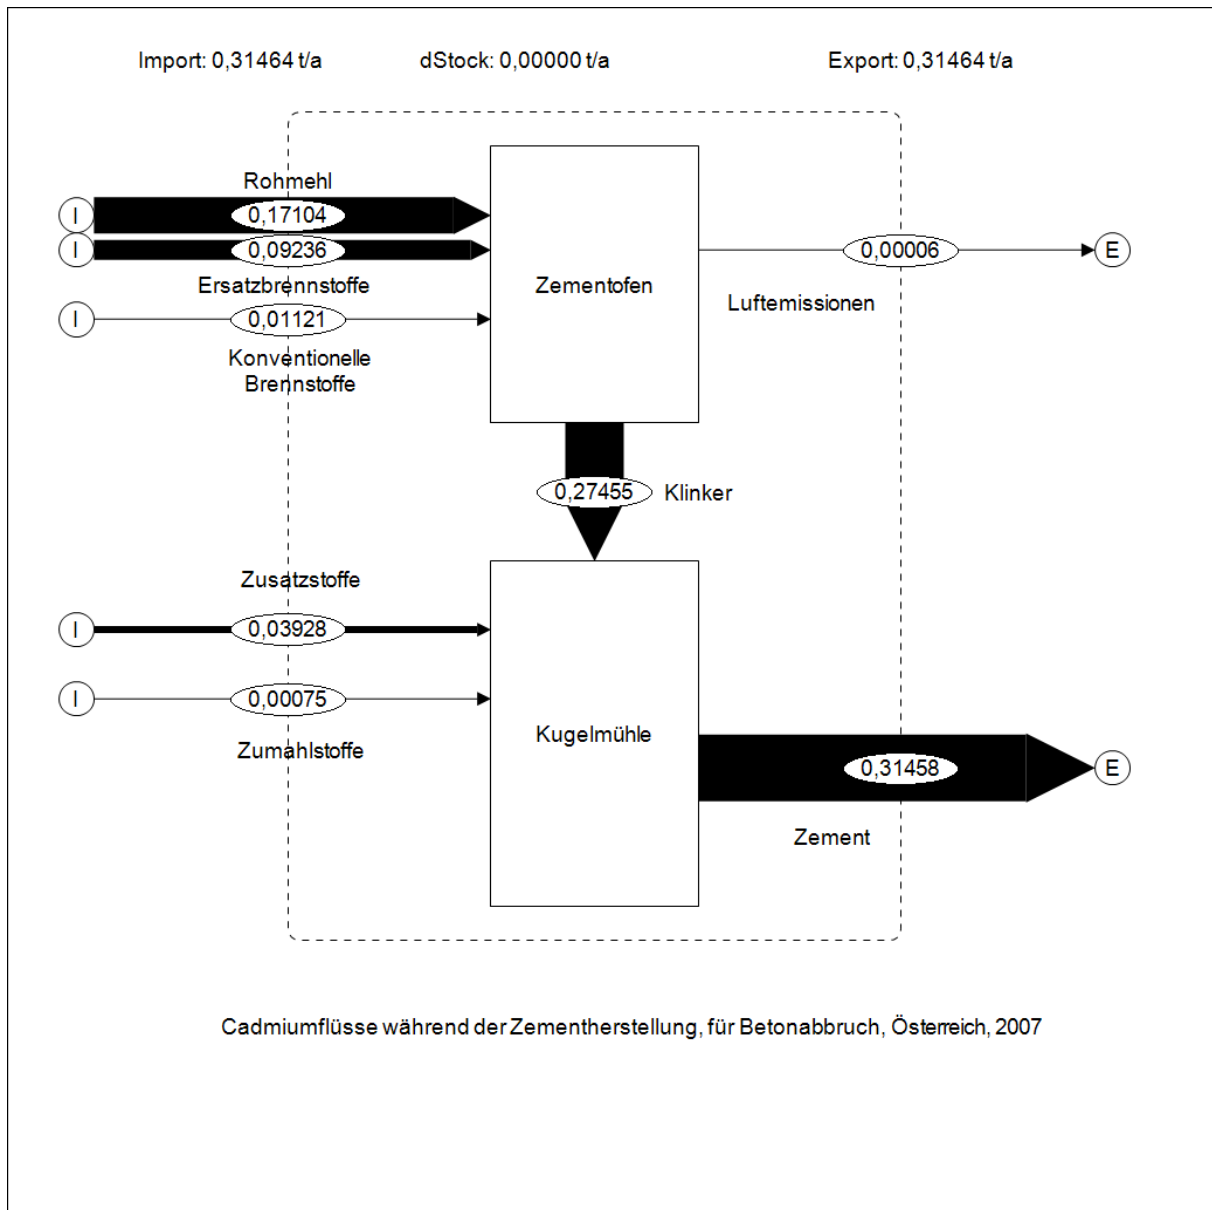 Import: 0,31464 t/a
dStock: 0,00000 t/a
Export: 0,31464 t/a
Rohmehl
I
0,17104
I
0,09236
Ersatzbrennstoffe
I
0,01121
Konventionelle
Brennstoffe
Zementofen
0,00006
E
Luftemissionen
0,27455
Klinker
Zusatzstoffe
I
0,03928
I
0,00075
Zumahlstoffe
Kugelmühle
0,31458
E
Zement
Cadmiumflüsse während der Zementherstellung, für Betonabbruch, Österreich, 2007